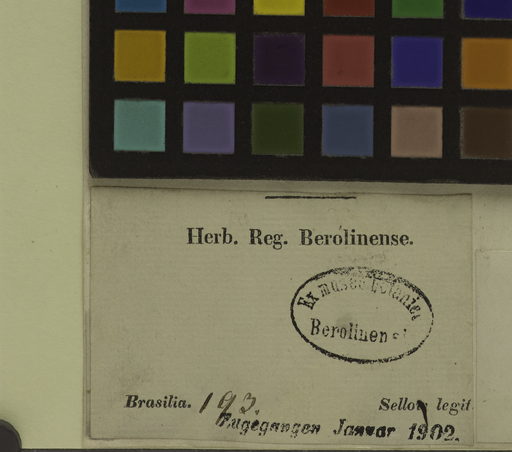 Herb. Reg. Berolinense.
Ex museo botanico
Berolinensi
Brasilia. 193.
Sellow legit
Zugegangen Januar 1902.